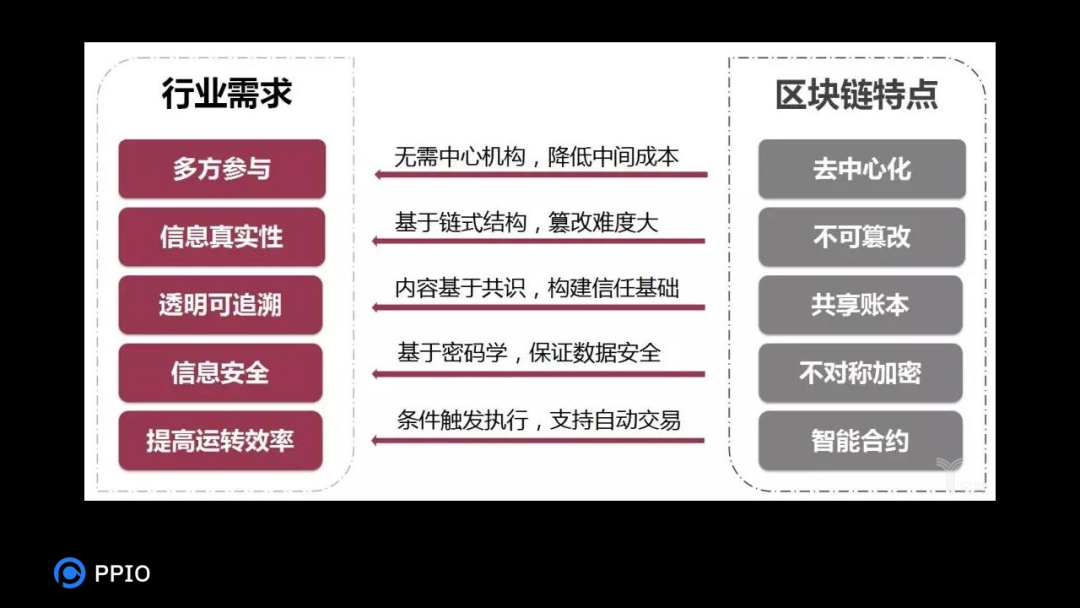 行业需求
区块链特点
多方参与
无需中心机构，降低中间成本
去中心化
信息真实性
基于链式结构，篡改难度大
不可篡改
透明可追溯
内容基于共识，构建信任基础
共享账本
信息安全
基于密码学，保证数据安全
不对称加密
提高运转效率
条件触发执行，支持自动交易
智能合约
PPIO